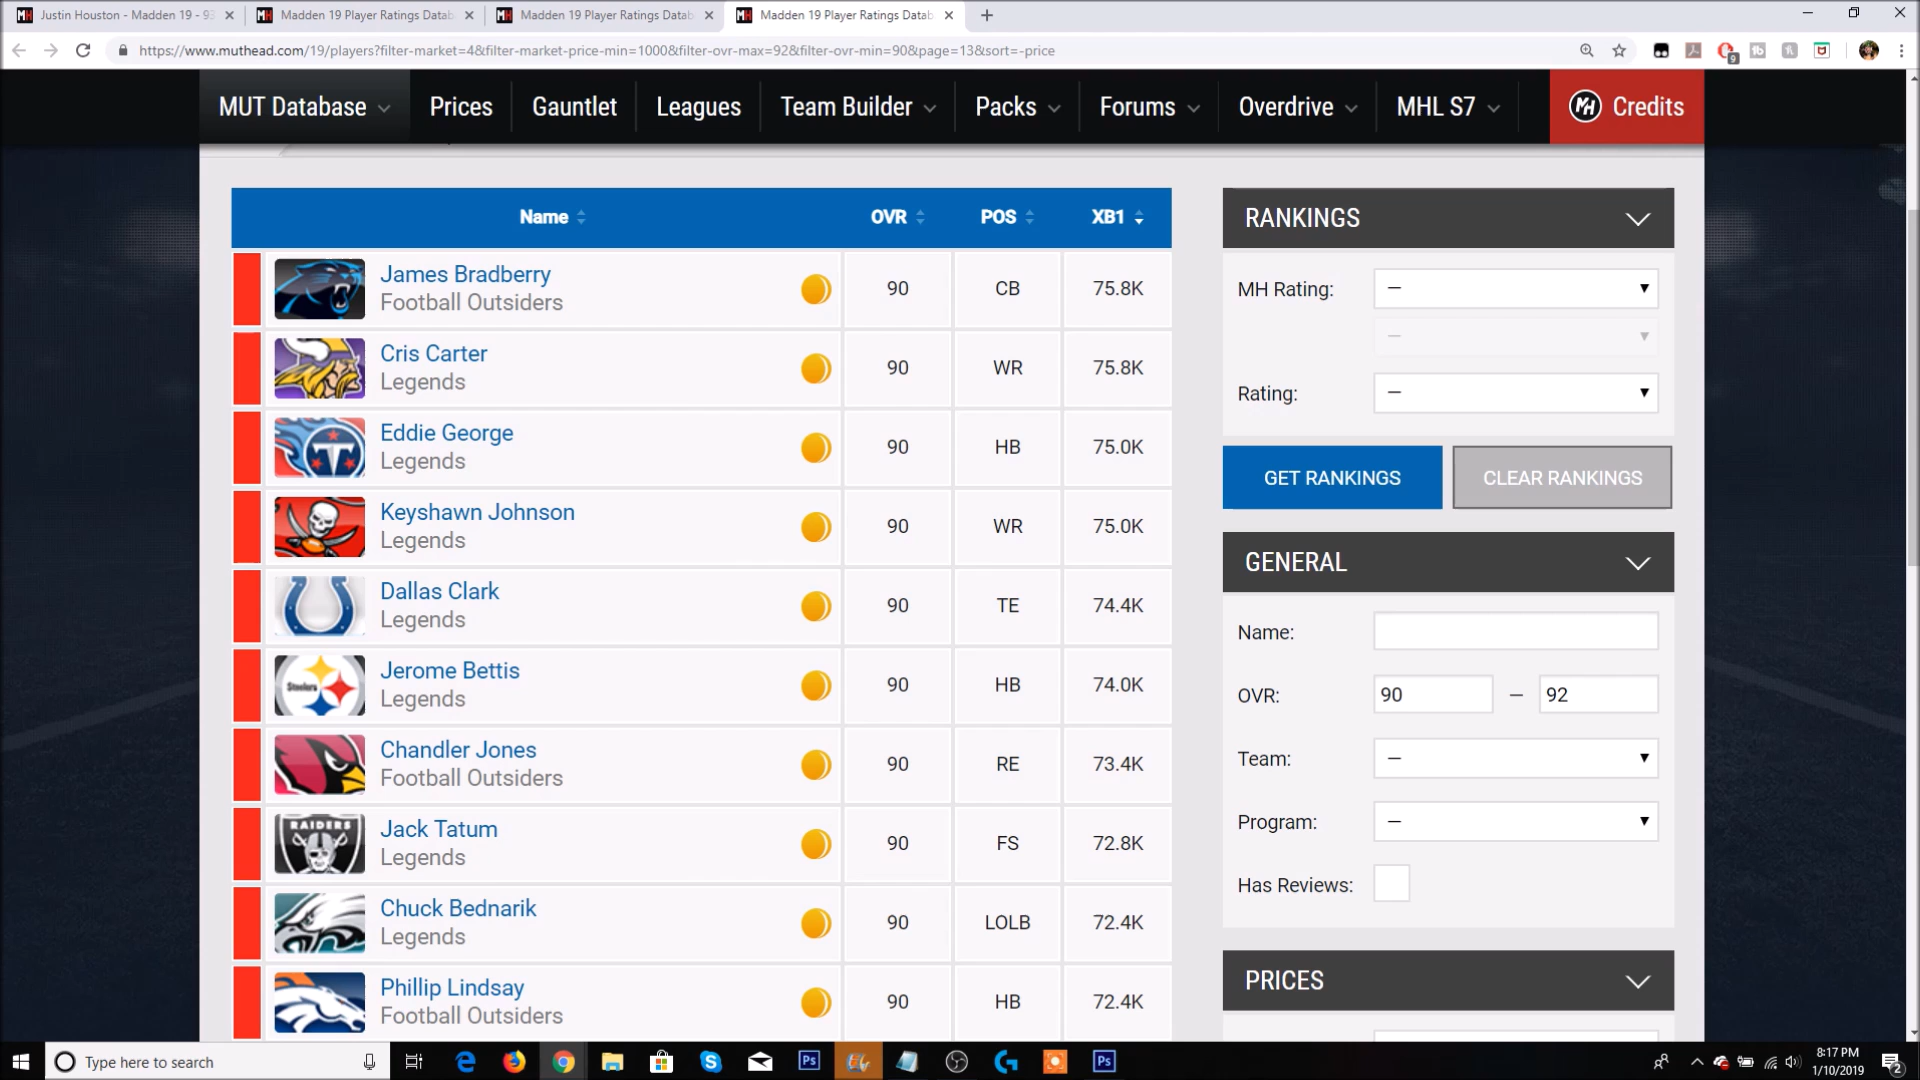 Justin Houston - Madden 19 - 93
Madden 19 Player Ratings Datab
Madden 19 Player Ratings Datab
Madden 19 Player Ratings Datab
https://www.muthead.com/19/players?filter-market=4&filter-market-price-min=1000&filter-ovr-max=92&filter-ovr-min=90&page=13&sort=-price
MUT Database Prices Gauntlet Leagues Team Builder Packs Forums Overdrive MHL S7 MH Credits
Name OVR POS XB1
James Bradberry 90 CB 75.8K
Football Outsiders
Cris Carter 90 WR 75.8K
Legends
Eddie George 90 HB 75.0K
Legends
Keyshawn Johnson 90 WR 75.0K
Legends
Dallas Clark 90 TE 74.4K
Legends
Jerome Bettis 90 HB 74.0K
Legends
Steelers
Chandler Jones 90 RE 73.4K
Football Outsiders
RAIDERS
Jack Tatum 90 FS 72.8K
Legends
Chuck Bednarik 90 LOLB 72.4K
Legends
Phillip Lindsay 90 HB 72.4K
Football Outsiders
RANKINGS
MH Rating: —
—
Rating: —
GET RANKINGS CLEAR RANKINGS
GENERAL
Name:
OVR: 90 — 92
Team: —
Program: —
Has Reviews:
PRICES
Type here to search
Ps
Ps
8:17 PM
1/10/2019
2
9